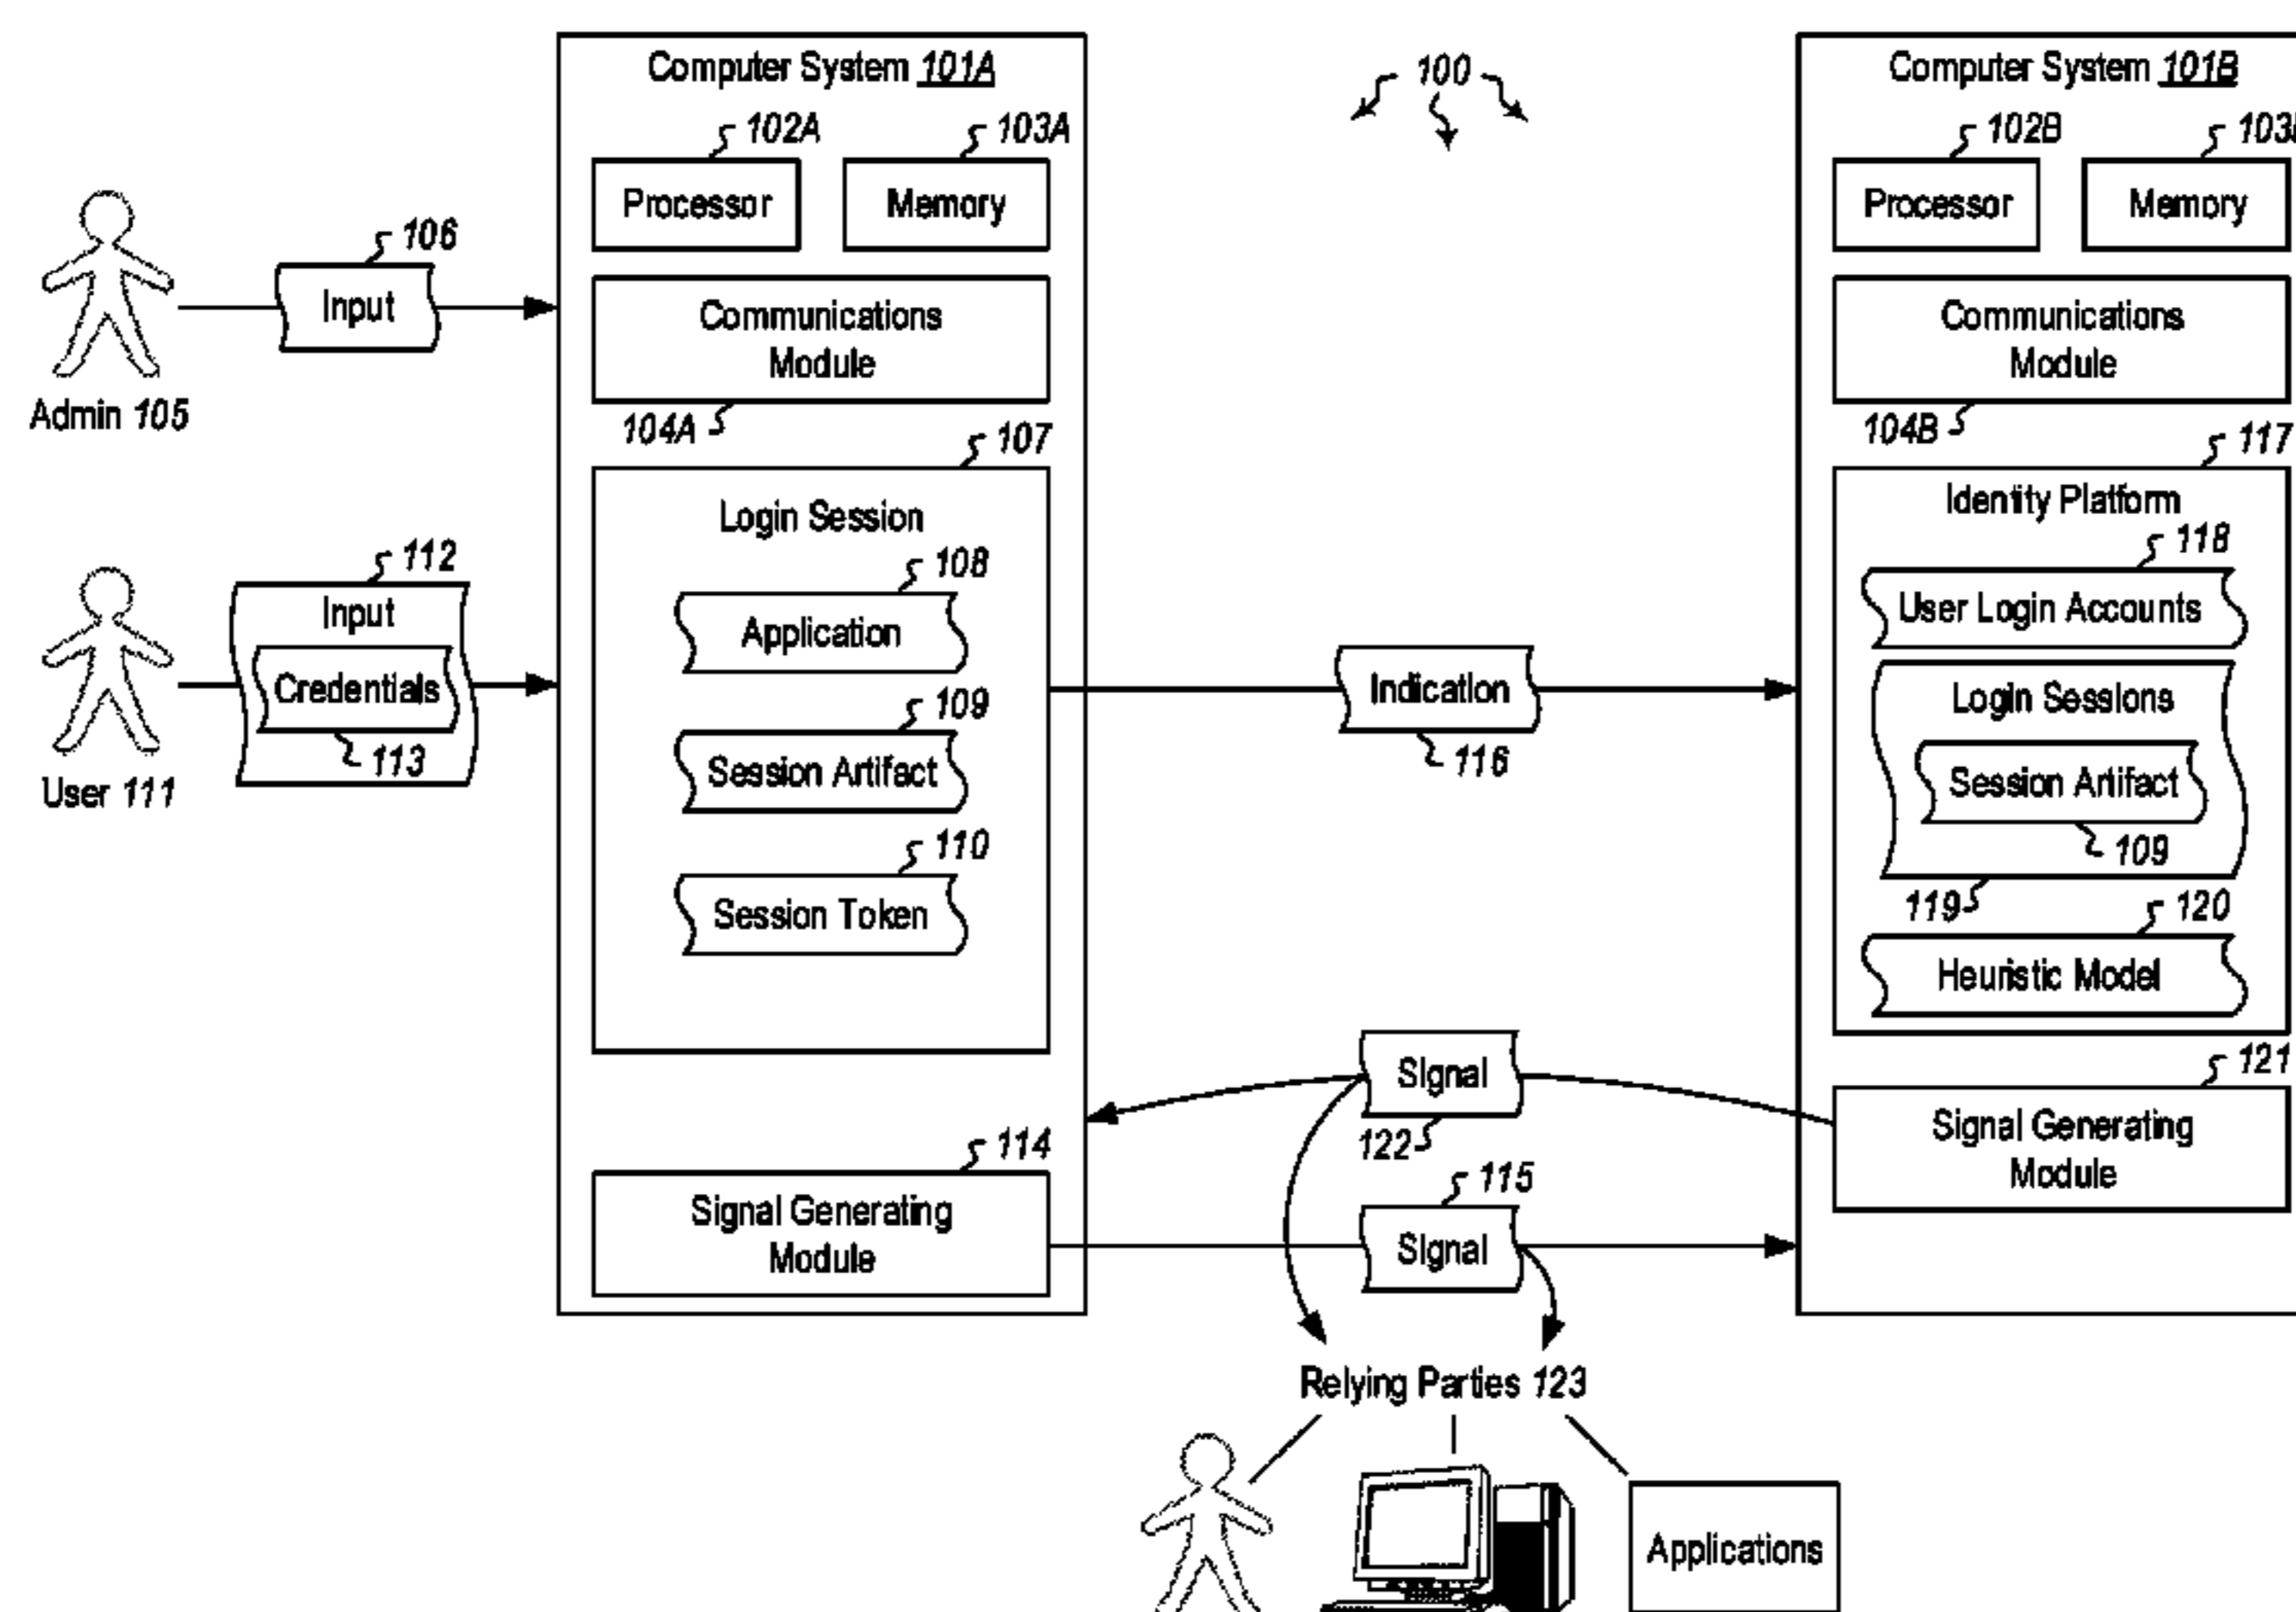 Computer System 101A
102A
103A
Processor
Memory
Communications
Module
104A
107
Login Session
108
Application
109
Session Artifact
110
Session Token
114
Signal Generating
Module
106
Input
Admin 105
112
Input
Credentials
113
User 111
100
Indication
116
Signal
122
115
Signal
Relying Parties 123
Applications
Computer System 101B
102B
Processor
Memory
Communications
Module
104B
117
Identity Platform
118
User Login Accounts
Login Sessions
Session Artifact
109
119
120
Heuristic Model
121
Signal Generating
Module